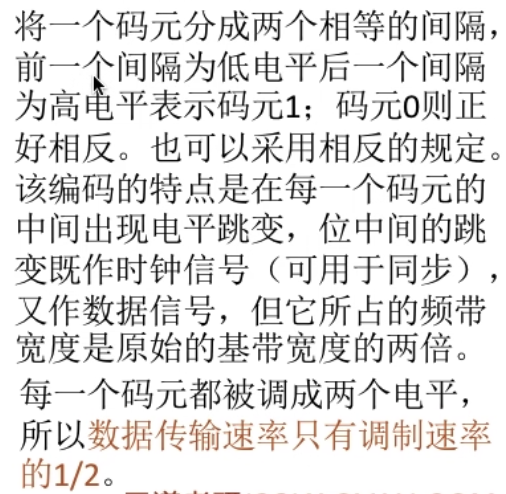 将一个码元分成两个相等的间隔，
前一个间隔为低电平后一个间隔
为高电平表示码元1；码元0则正
好相反。也可以采用相反的规定。
该编码的特点是在每一个码元的
中间出现电平跳变，位中间的跳
变既作时钟信号（可用于同步），
又作数据信号，但它所占的频带
宽度是原始的基带宽度的两倍。
每一个码元都被调成两个电平，
所以数据传输速率只有调制速率
的1/2。